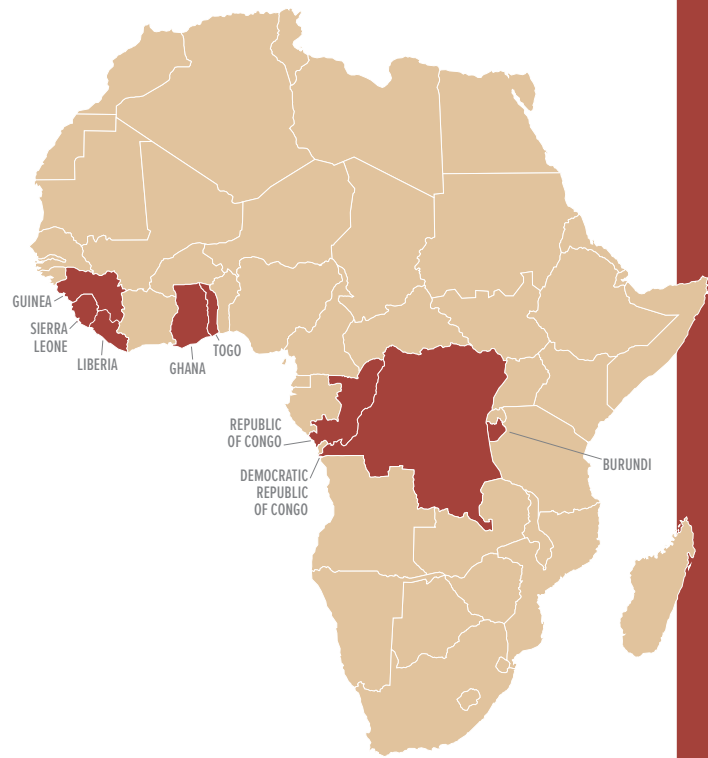 GUINEA
SIERRA
LEONE
LIBERIA
GHANA
TOGO
REPUBLIC
OF CONGO
DEMOCRATIC
REPUBLIC
OF CONGO
BURUNDI